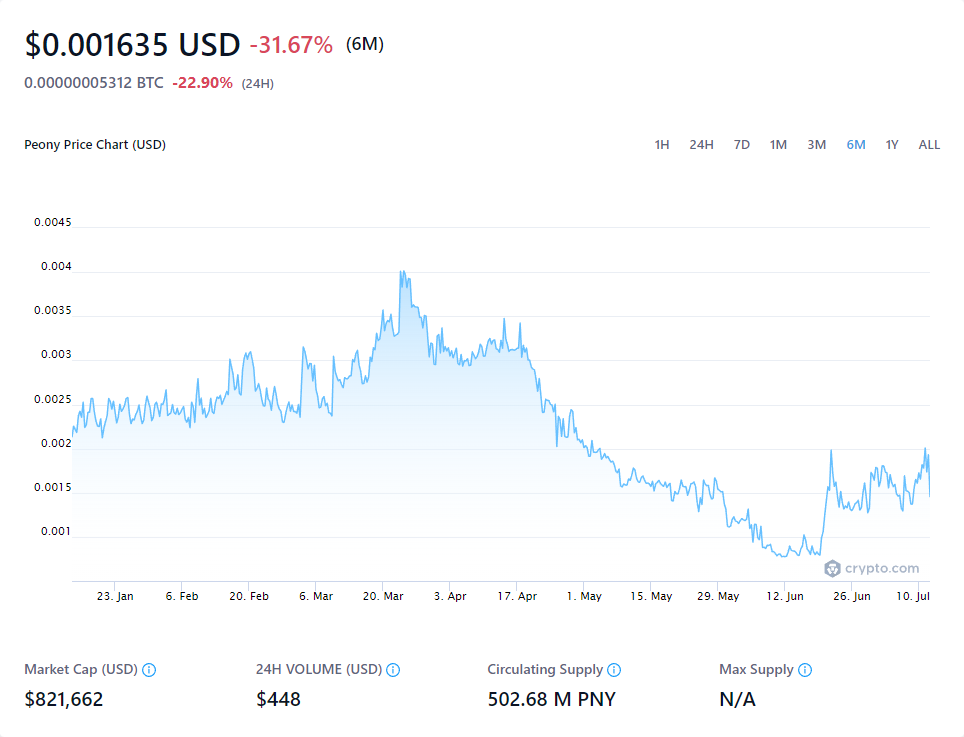 $0.001635 USD -31.67% (6M)
0.00000005312 BTC -22.90% (24H)
Peony Price Chart (USD) 1H 24H 7D 1M 3M 6M 1Y ALL
0.0045
0.004
0.0035
0.003
0.0025
0.002
0.0015
0.001
crypto.com
23. Jan 6. Feb 20. Feb 6. Mar 20. Mar 3. Apr 17. Apr 1. May 15. May 29. May 12. Jun 26. Jun 10. Jul
Market Cap (USD) 24H VOLUME (USD) Circulating Supply Max Supply
$821,662 $448 502.68 M PNY N/A